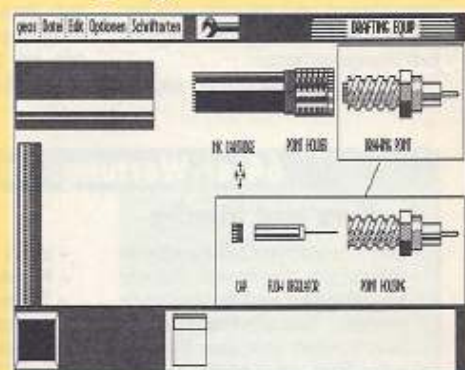 geos Datei Edit Optionen Schriftarten
DRAFTING EQUIP
INK CARTRIDGE POINT HOLDER DRAWING POINT
CAP FLOW REGULATOR POINT HOUSING